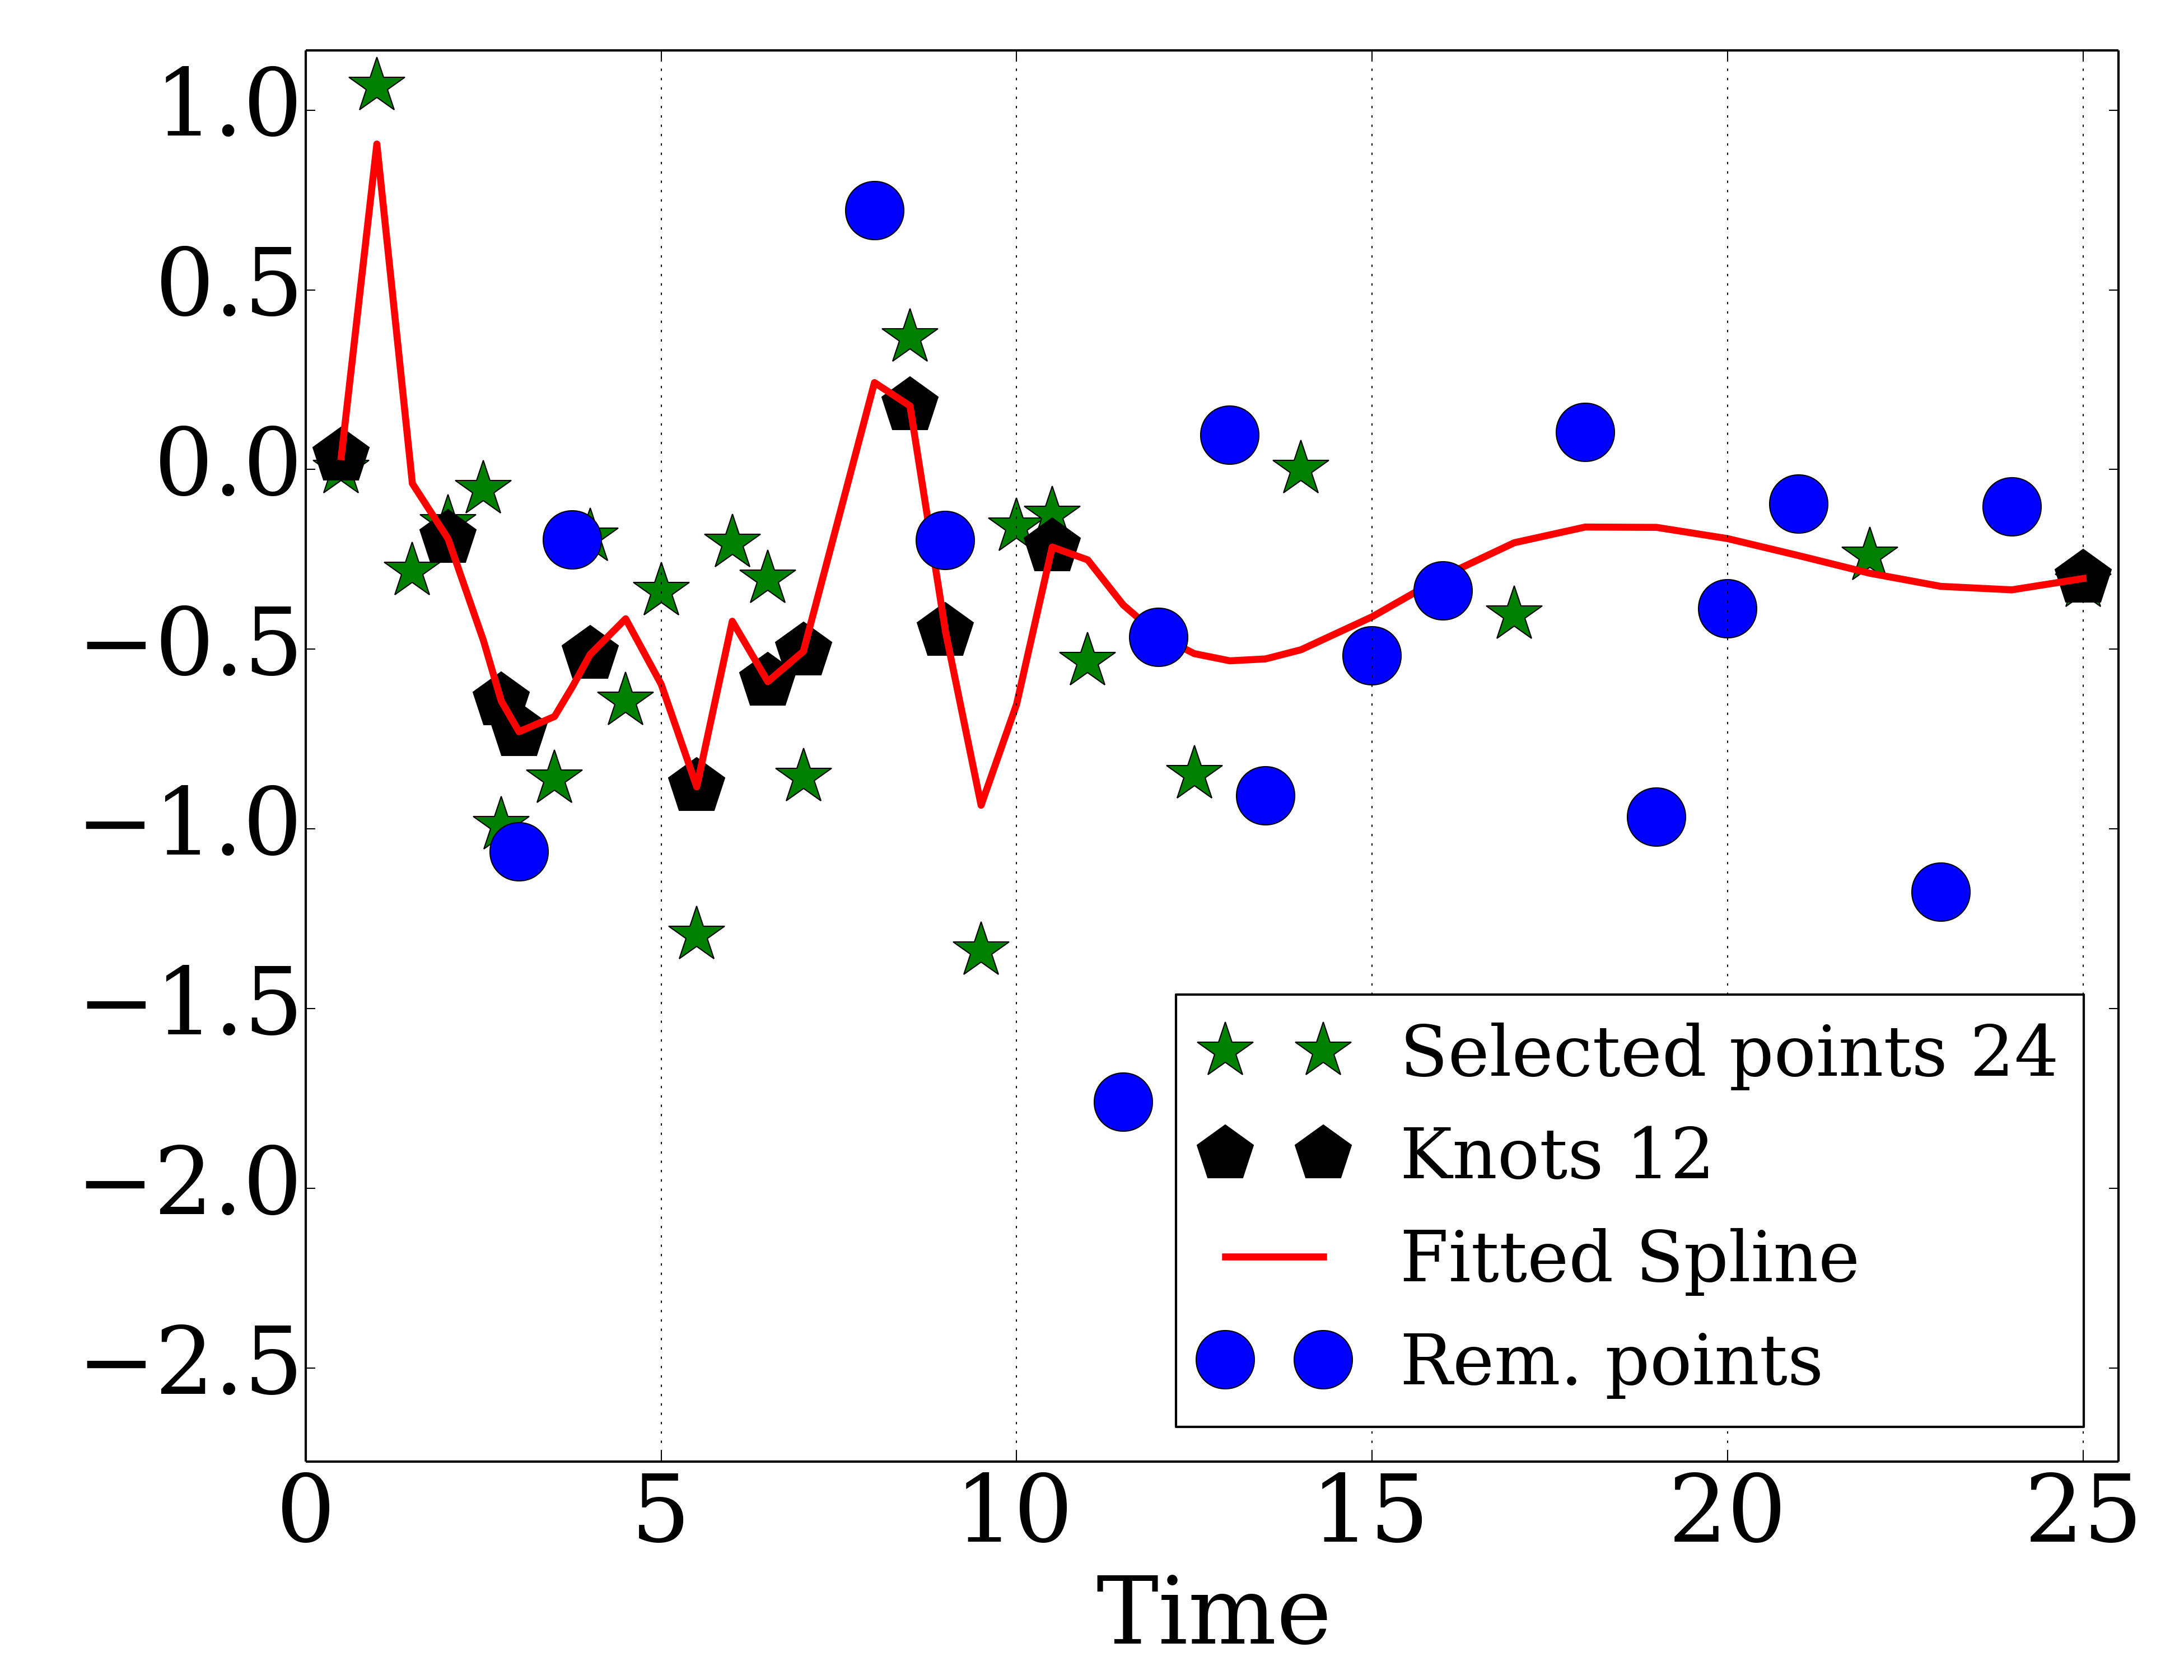 1.0
0.5
0.0
−0.5
−1.0
−1.5
−2.0
−2.5
Selected points 24
Knots 12
Fitted Spline
Rem. points
0 5 10 15 20 25
Time